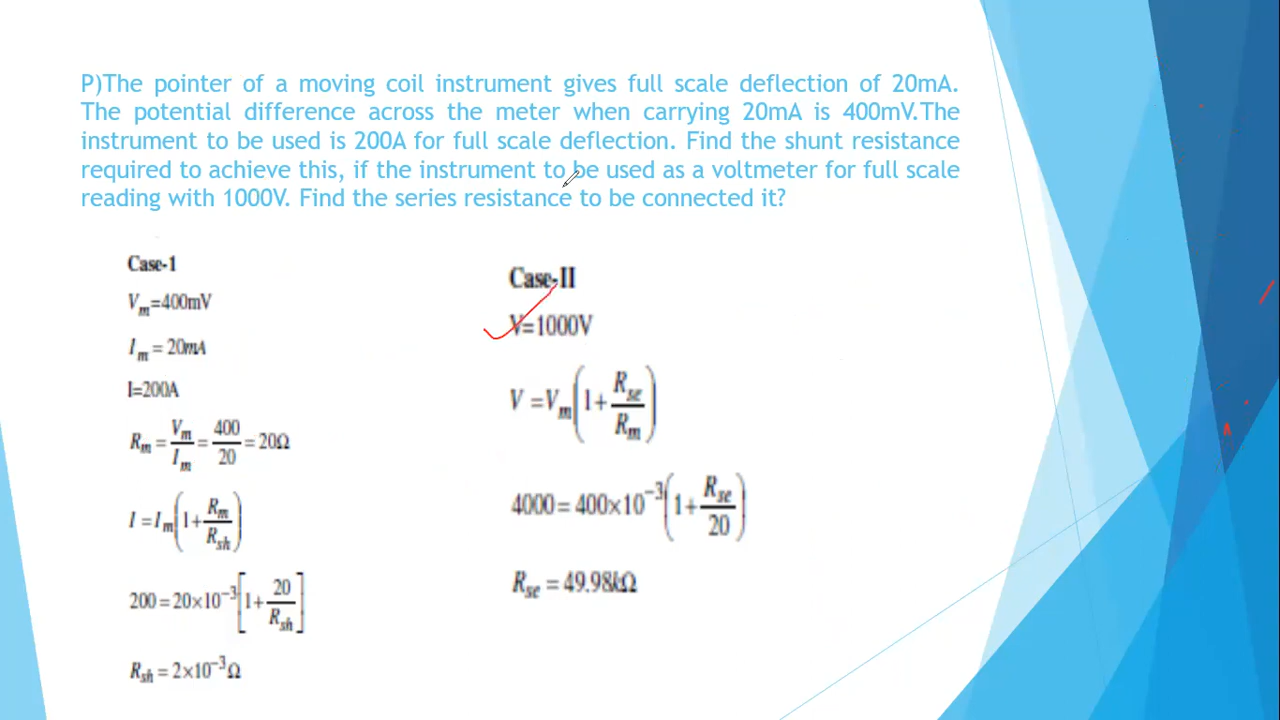 P)The pointer of a moving coil instrument gives full scale deflection of 20mA.
The potential difference across the meter when carrying 20mA is 400mV.The
instrument to be used is 200A for full scale deflection. Find the shunt resistance
required to achieve this, if the instrument to be used as a voltmeter for full scale
reading with 1000V. Find the series resistance to be connected it?
Case-1
V_m=400mV
I_m = 20mA
I=200A
R_m = V_m/I_m = 400/20 = 20Ω
I = I_m(1+R_m/R_sh)
200 = 20×10^-3[1+20/R_sh]
R_sh = 2×10^-3Ω
Case-II
V=1000V
V = V_m(1+R_se/R_m)
4000 = 400×10^-3(1+R_se/20)
R_se = 49.98kΩ